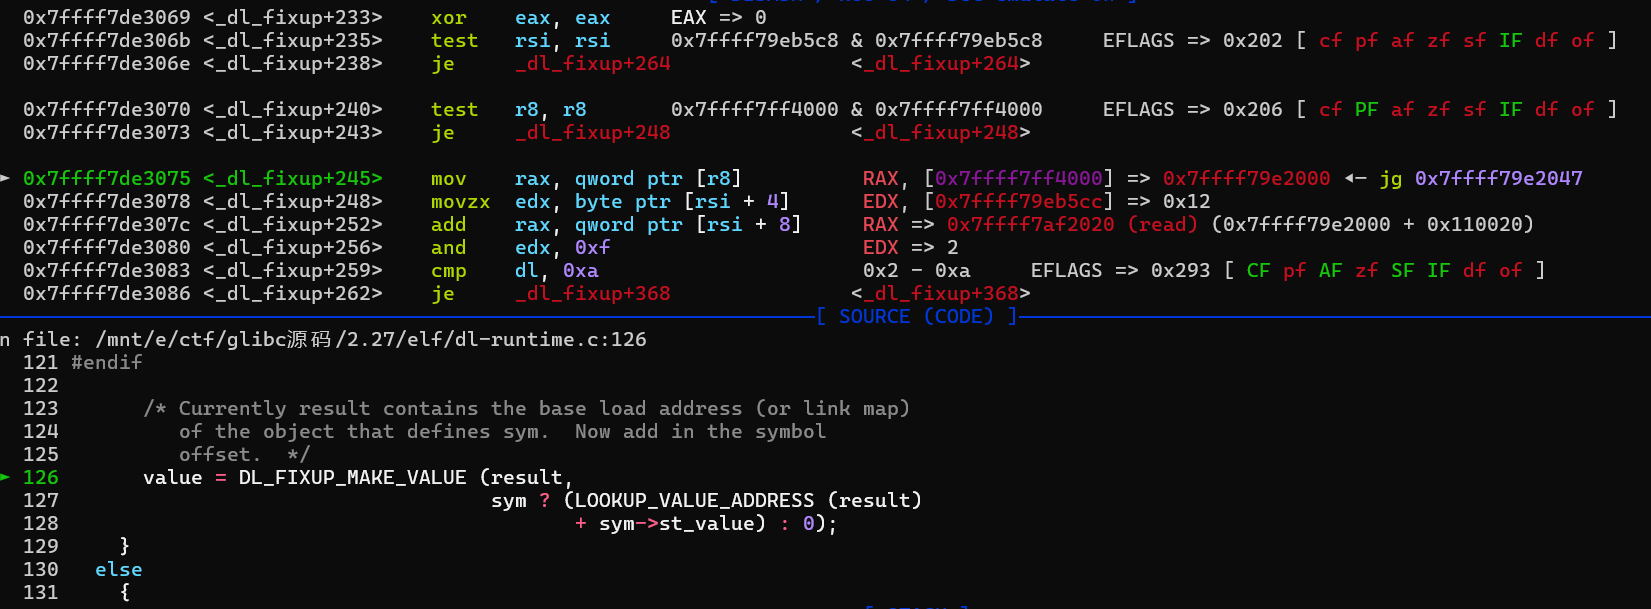 0x7ffff7de3069 <_dl_fixup+233>    xor    eax, eax     EAX => 0
0x7ffff7de306b <_dl_fixup+235>    test   rsi, rsi     0x7ffff79eb5c8 & 0x7ffff79eb5c8     EFLAGS => 0x202 [ cf pf af zf sf IF df of ]
0x7ffff7de306e <_dl_fixup+238>    je     _dl_fixup+264               <_dl_fixup+264>
0x7ffff7de3070 <_dl_fixup+240>    test   r8, r8       0x7ffff7ff4000 & 0x7ffff7ff4000     EFLAGS => 0x206 [ cf PF af zf sf IF df of ]
0x7ffff7de3073 <_dl_fixup+243>    je     _dl_fixup+248               <_dl_fixup+248>
► 0x7ffff7de3075 <_dl_fixup+245>    mov    rax, qword ptr [r8]          RAX, [0x7ffff7ff4000] => 0x7ffff79e2000 ◂— jg 0x7ffff79e2047
0x7ffff7de3078 <_dl_fixup+248>    movzx  edx, byte ptr [rsi + 4]      EDX, [0x7ffff79eb5cc] => 0x12
0x7ffff7de307c <_dl_fixup+252>    add    rax, qword ptr [rsi + 8]     RAX => 0x7ffff7af2020 (read) (0x7ffff79e2000 + 0x110020)
0x7ffff7de3080 <_dl_fixup+256>    and    edx, 0xf                     EDX => 2
0x7ffff7de3083 <_dl_fixup+259>    cmp    dl, 0xa                      0x2 - 0xa     EFLAGS => 0x293 [ CF pf AF zf SF IF df of ]
0x7ffff7de3086 <_dl_fixup+262>    je     _dl_fixup+368               <_dl_fixup+368>
[ SOURCE (CODE) ]
n file: /mnt/e/ctf/glibc源码/2.27/elf/dl-runtime.c:126
121 #endif
122
123       /* Currently result contains the base load address (or link map)
124          of the object that defines sym.  Now add in the symbol
125          offset.  */
► 126       value = DL_FIXUP_MAKE_VALUE (result,
127                                    sym ? (LOOKUP_VALUE_ADDRESS (result)
128                                           + sym->st_value) : 0);
129     }
130   else
131     {